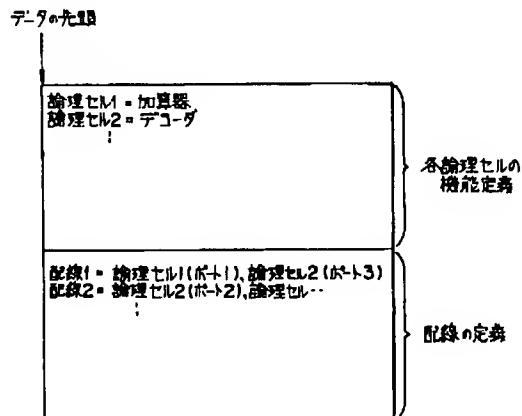 データの先頭
論理セル1 = 加算器
論理セル2 = デコーダ
⋮
各論理セルの
機能定義
配線1 = 論理セル1(ポート1), 論理セル2(ポート3)
配線2 = 論理セル2(ポート2), 論理セル‥
⋮
配線の定義